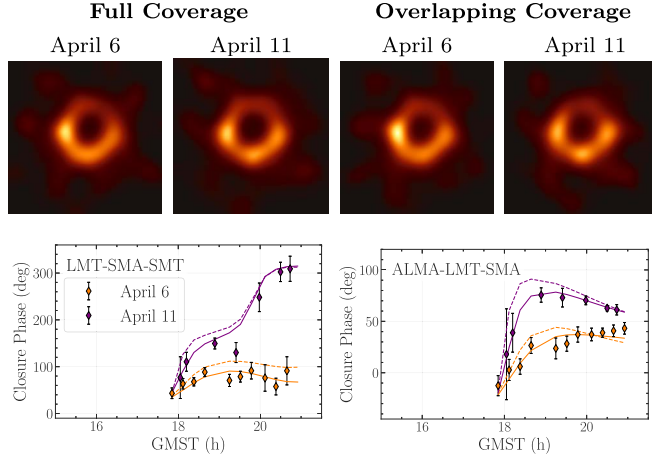 Full Coverage
Overlapping Coverage
April 6
April 11
April 6
April 11
LMT-SMA-SMT
April 6
April 11
Closure Phase (deg)
300
200
100
0
16
18
20
GMST (h)
ALMA-LMT-SMA
Closure Phase (deg)
100
50
0
16
18
20
GMST (h)